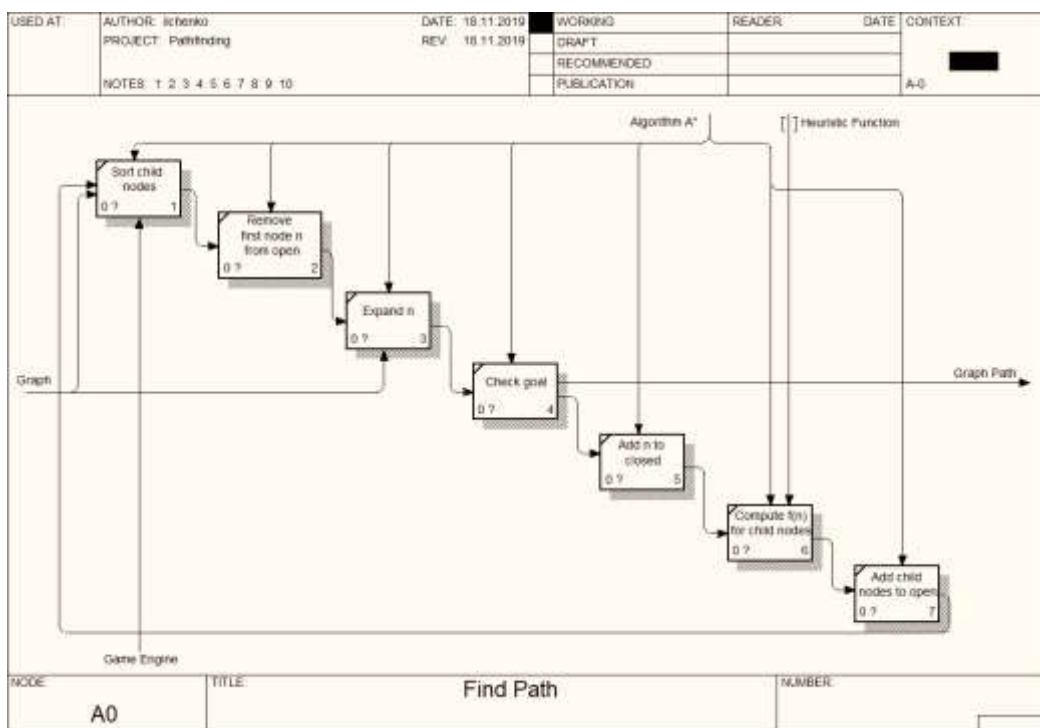 USED AT:
AUTHOR: Ilchenko
DATE: 18.11.2019
WORKING
READER
DATE
CONTEXT:
PROJECT: Pathfinding
REV: 18.11.2019
DRAFT
RECOMMENDED
NOTES: 1 2 3 4 5 6 7 8 9 10
PUBLICATION
A-0
Algorithm A*
[ ] Heuristic Function
Sort child
nodes
0 ? 1
Remove
first node n
from open
0 ? 2
Expand n
0 ? 3
Graph
Check goal
0 ? 4
Graph Path
Add n to
closed
0 ? 5
Compute f(n)
for child nodes
0 ? 6
Add child
nodes to open
0 ? 7
Game Engine
NODE:
TITLE:
NUMBER:
A0
Find Path